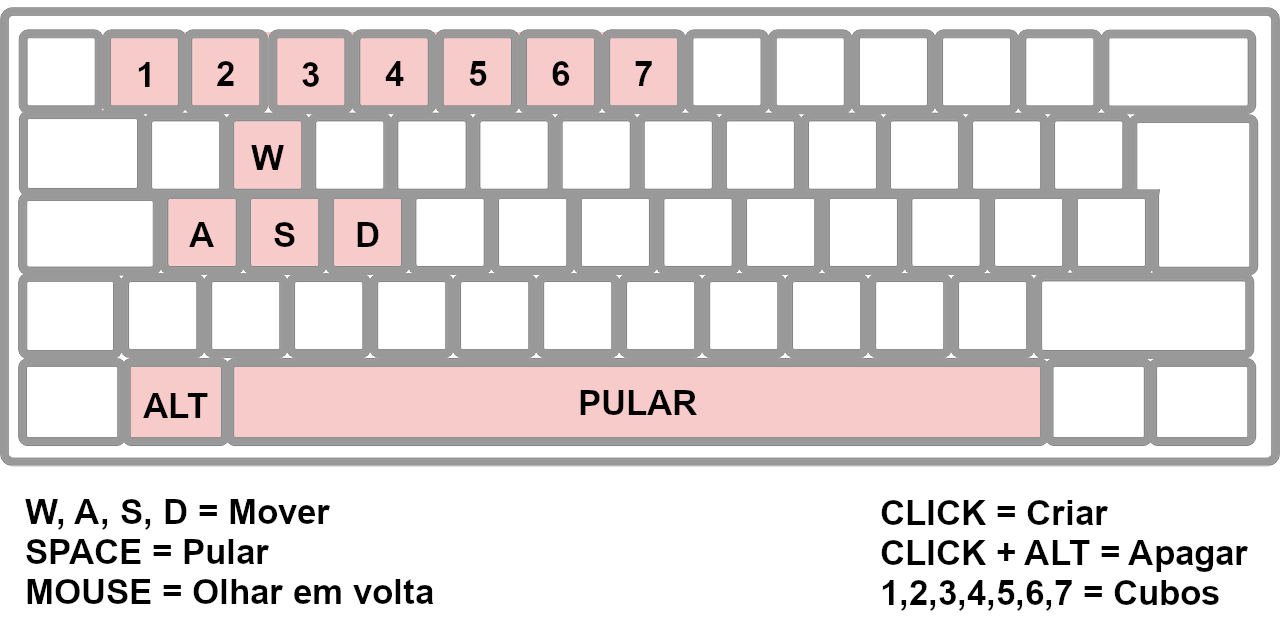 1 2 3 4 5 6 7
W
A S D
ALT PULAR
W, A, S, D = Mover
SPACE = Pular
MOUSE = Olhar em volta
CLICK = Criar
CLICK + ALT = Apagar
1,2,3,4,5,6,7 = Cubos